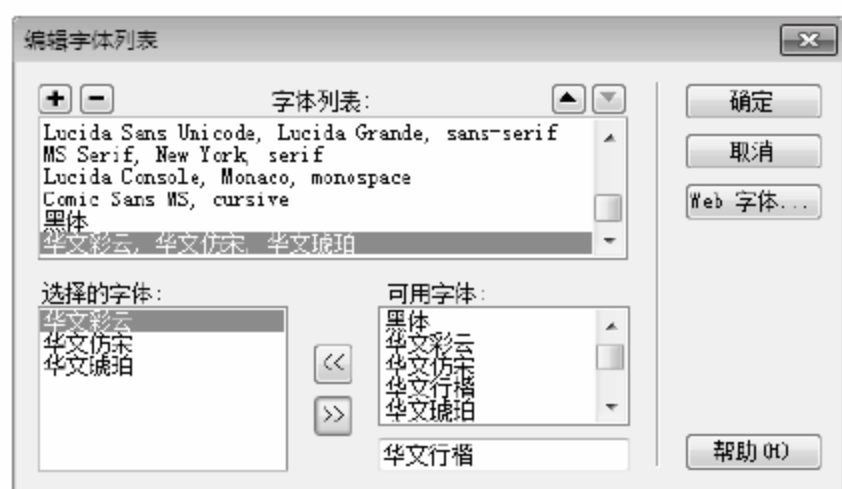 编辑字体列表
字体列表:
Lucida Sans Unicode, Lucida Grande, sans-serif
MS Serif, New York, serif
Lucida Console, Monaco, monospace
Comic Sans MS, cursive
黑体
华文彩云, 华文仿宋, 华文琥珀
确定
取消
Web 字体...
选择的字体:
华文彩云
华文仿宋
华文琥珀
<<
>>
可用字体:
黑体
华文彩云
华文仿宋
华文行楷
华文琥珀
华文行楷
帮助(H)